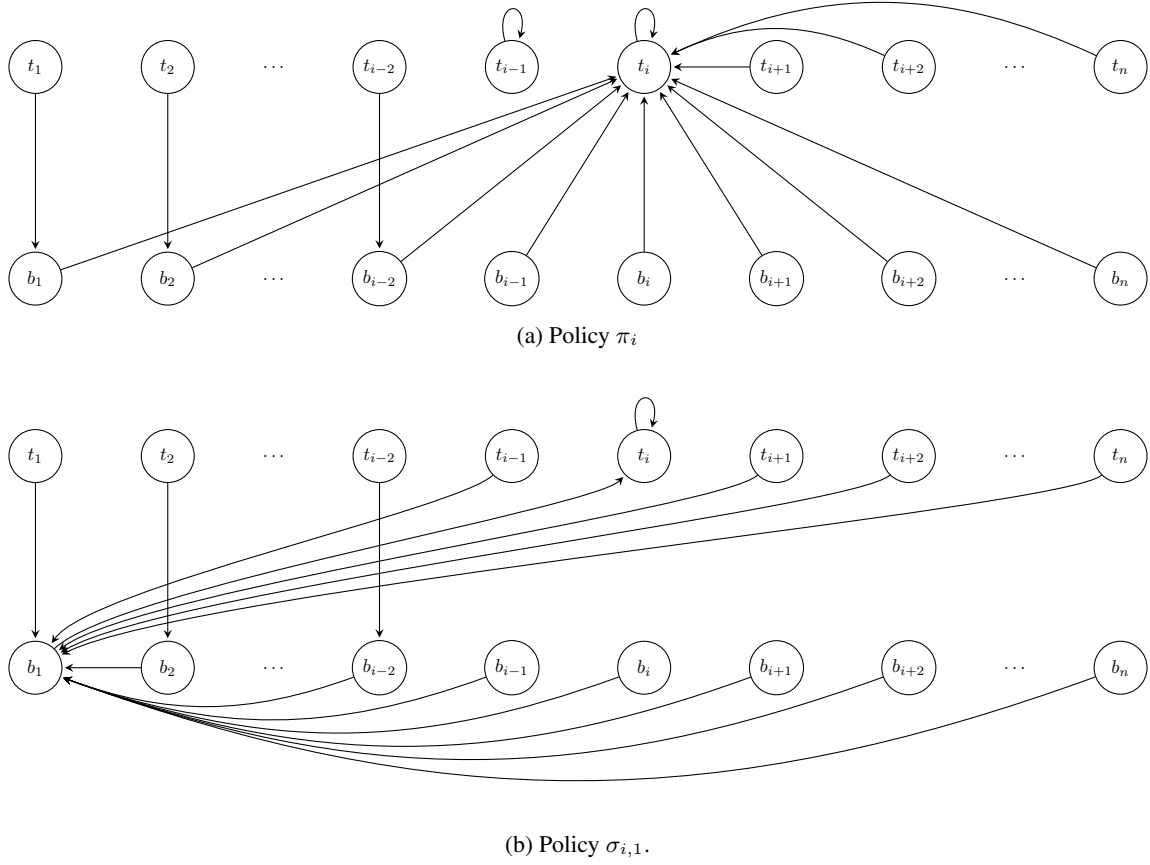 t₁ t₂ ⋯ tᵢ₋₂ tᵢ₋₁ tᵢ tᵢ₊₁ tᵢ₊₂ ⋯ tₙ
b₁ b₂ ⋯ bᵢ₋₂ bᵢ₋₁ bᵢ bᵢ₊₁ bᵢ₊₂ ⋯ bₙ
(a) Policy πᵢ
t₁ t₂ ⋯ tᵢ₋₂ tᵢ₋₁ tᵢ tᵢ₊₁ tᵢ₊₂ ⋯ tₙ
b₁ b₂ ⋯ bᵢ₋₂ bᵢ₋₁ bᵢ bᵢ₊₁ bᵢ₊₂ ⋯ bₙ
(b) Policy σᵢ,₁.